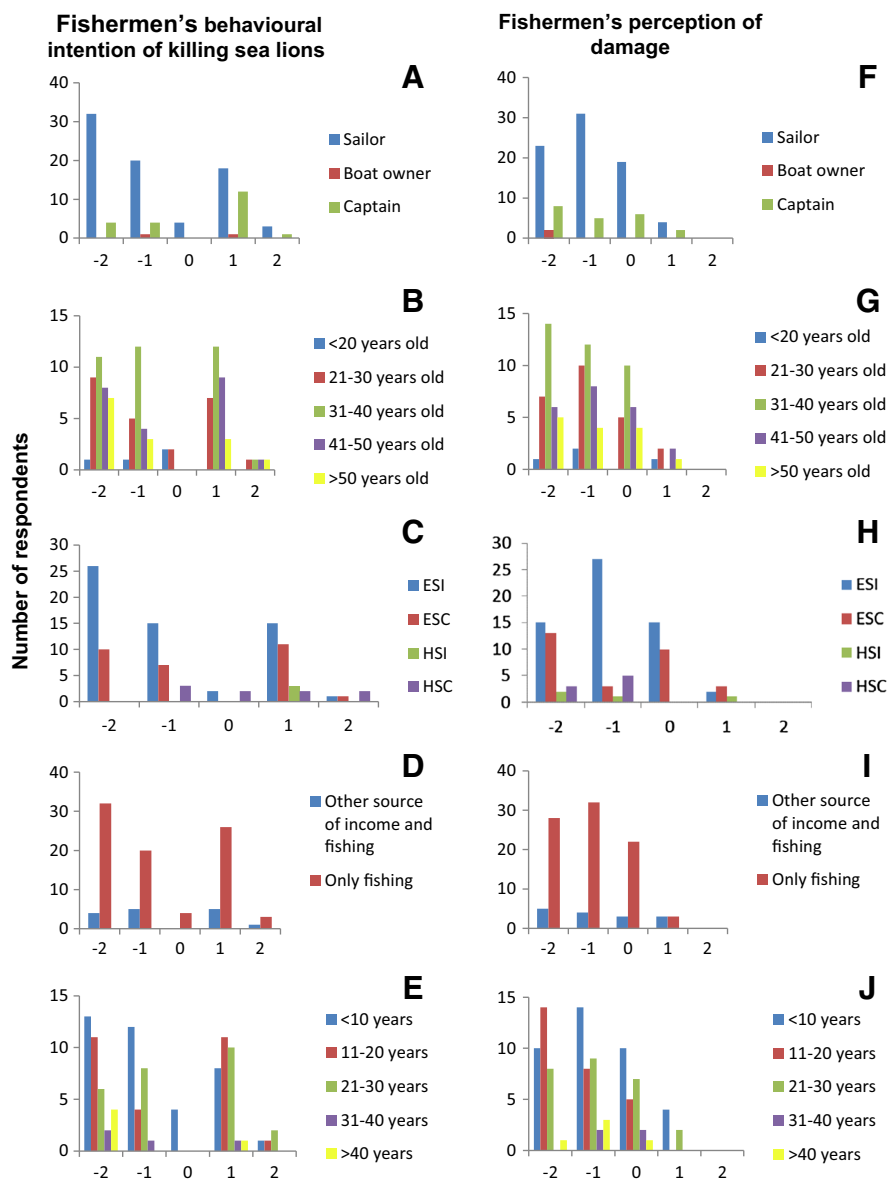 Fishermen's behavioural
intention of killing sea lions
Fishermen's perception of
damage
Number of respondents
A
40
30
20
10
0
-2 -1 0 1 2
Sailor
Boat owner
Captain
F
40
30
20
10
0
-2 -1 0 1 2
Sailor
Boat owner
Captain
B
15
10
5
0
-2 -1 0 1 2
<20 years old
21-30 years old
31-40 years old
41-50 years old
>50 years old
G
15
10
5
0
-2 -1 0 1 2
<20 years old
21-30 years old
31-40 years old
41-50 years old
>50 years old
C
30
25
20
15
10
5
0
-2 -1 0 1 2
ESI
ESC
HSI
HSC
H
30
25
20
15
10
5
0
-2 -1 0 1 2
ESI
ESC
HSI
HSC
D
40
30
20
10
0
-2 -1 0 1 2
Other source
of income and
fishing
Only fishing
I
40
30
20
10
0
-2 -1 0 1 2
Other source
of income and
fishing
Only fishing
E
15
10
5
0
-2 -1 0 1 2
<10 years
11-20 years
21-30 years
31-40 years
>40 years
J
15
10
5
0
-2 -1 0 1 2
<10 years
11-20 years
21-30 years
31-40 years
>40 years